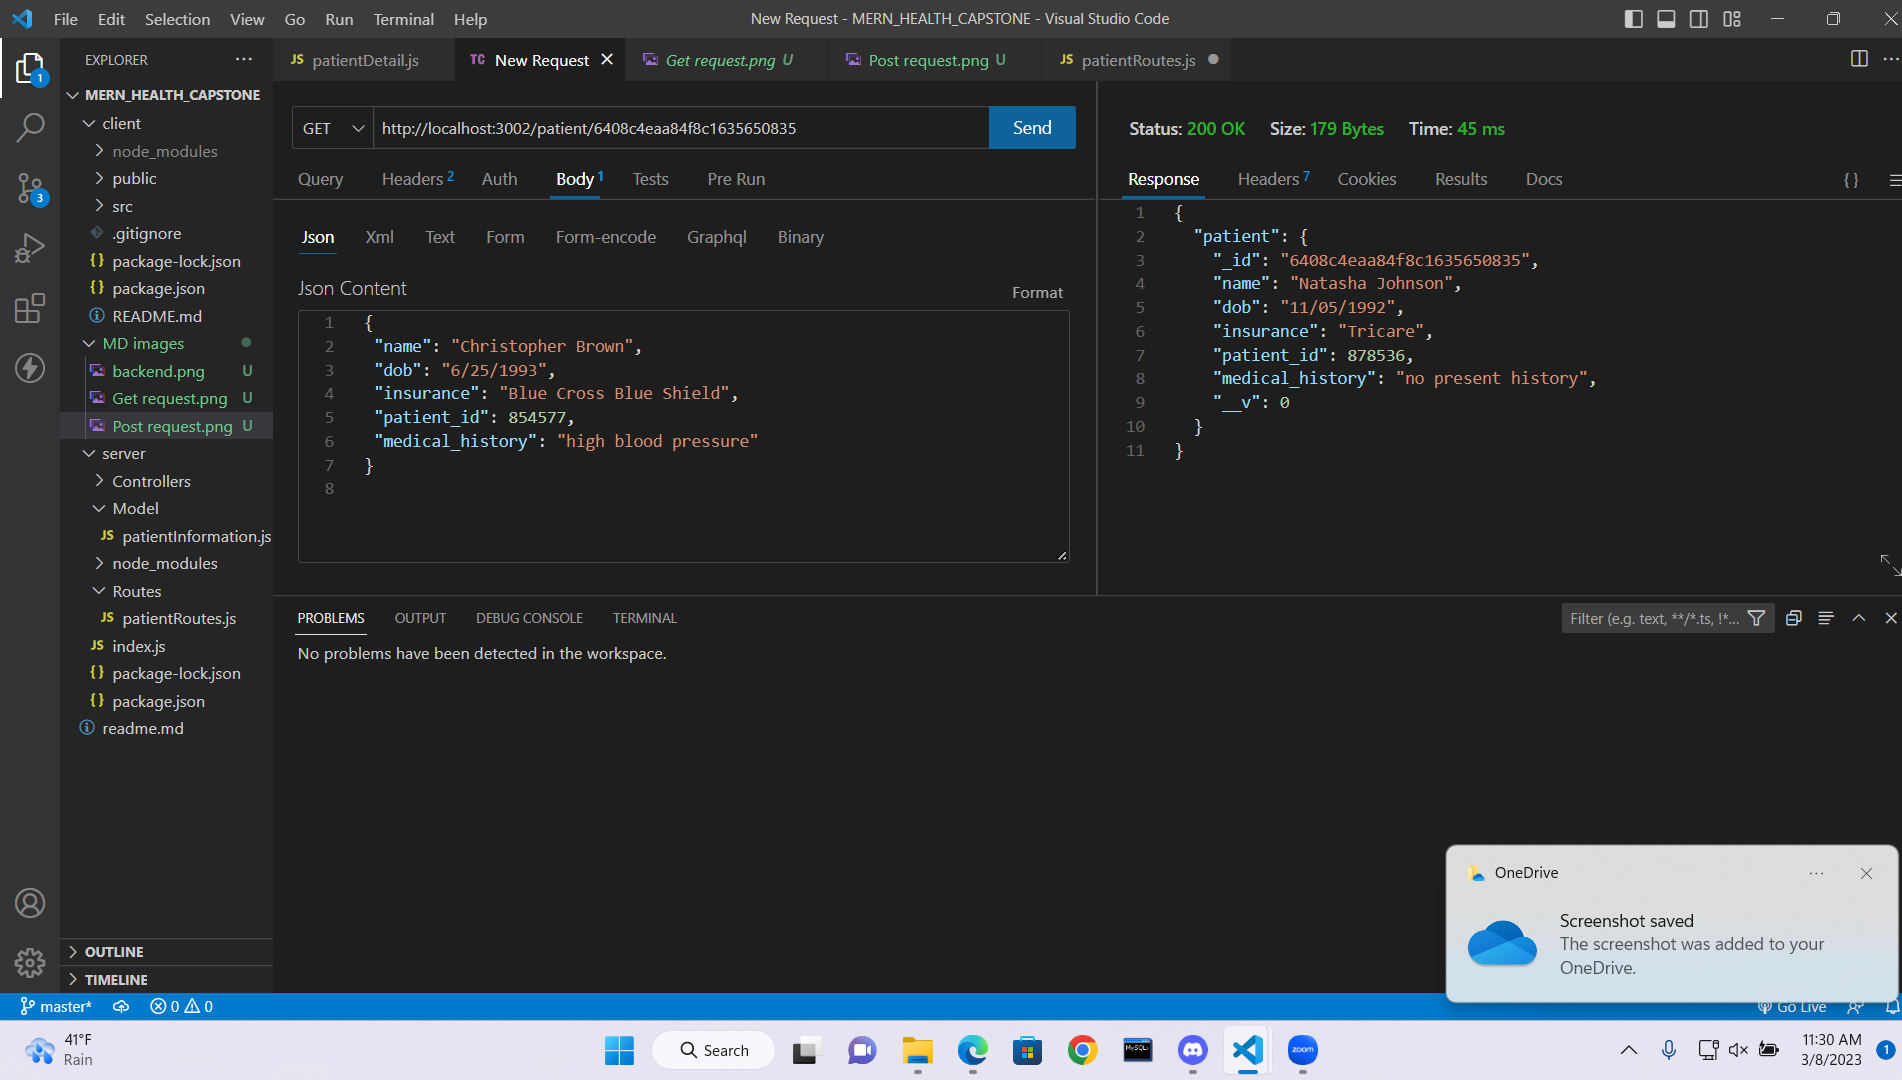 File Edit Selection View Go Run Terminal Help
New Request - MERN_HEALTH_CAPSTONE - Visual Studio Code
EXPLORER
JS patientDetail.js
TC New Request
Get request.png U
Post request.png U
JS patientRoutes.js
1
3
MERN_HEALTH_CAPSTONE
client
node_modules
public
src
.gitignore
{} package-lock.json
{} package.json
README.md
MD images
backend.png U
Get request.png U
Post request.png U
server
Controllers
Model
JS patientInformation.js
node_modules
Routes
JS patientRoutes.js
JS index.js
{} package-lock.json
{} package.json
readme.md
OUTLINE
TIMELINE
GET
http://localhost:3002/patient/6408c4eaa84f8c1635650835
Send
Query Headers 2 Auth Body 1 Tests Pre Run
Json Xml Text Form Form-encode Graphql Binary
Json Content
Format
1 {
2 "name": "Christopher Brown",
3 "dob": "6/25/1993",
4 "insurance": "Blue Cross Blue Shield",
5 "patient_id": 854577,
6 "medical_history": "high blood pressure"
7 }
8
Status: 200 OK Size: 179 Bytes Time: 45 ms
Response Headers 7 Cookies Results Docs { }
1 {
2 "patient": {
3 "_id": "6408c4eaa84f8c1635650835",
4 "name": "Natasha Johnson",
5 "dob": "11/05/1992",
6 "insurance": "Tricare",
7 "patient_id": 878536,
8 "medical_history": "no present history",
9 "__v": 0
10 }
11 }
PROBLEMS OUTPUT DEBUG CONSOLE TERMINAL
Filter (e.g. text, **/*.ts, !*...
No problems have been detected in the workspace.
OneDrive
Screenshot saved
The screenshot was added to your
OneDrive.
master* 0 0
Go Live
41°F
Rain
Search
MySQL
zoom
11:30 AM
3/8/2023
1